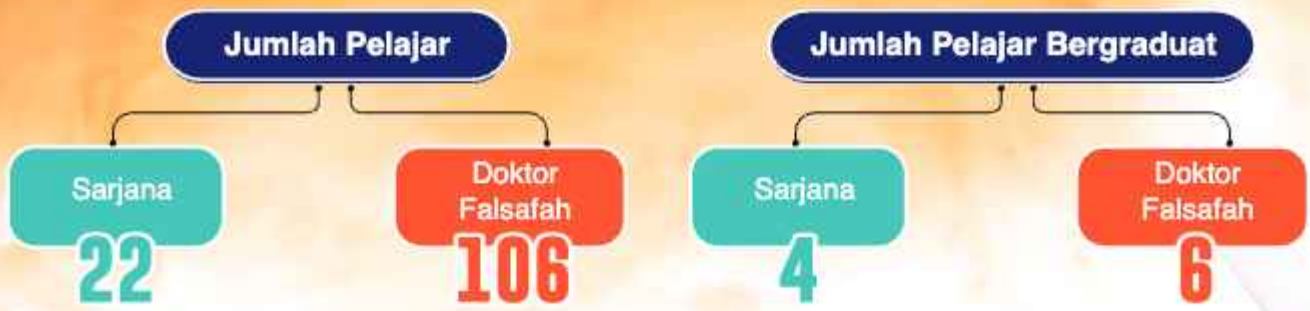 Jumlah Pelajar
Sarjana
22
Doktor
Falsafah
106
Jumlah Pelajar Bergraduat
Sarjana
4
Doktor
Falsafah
6